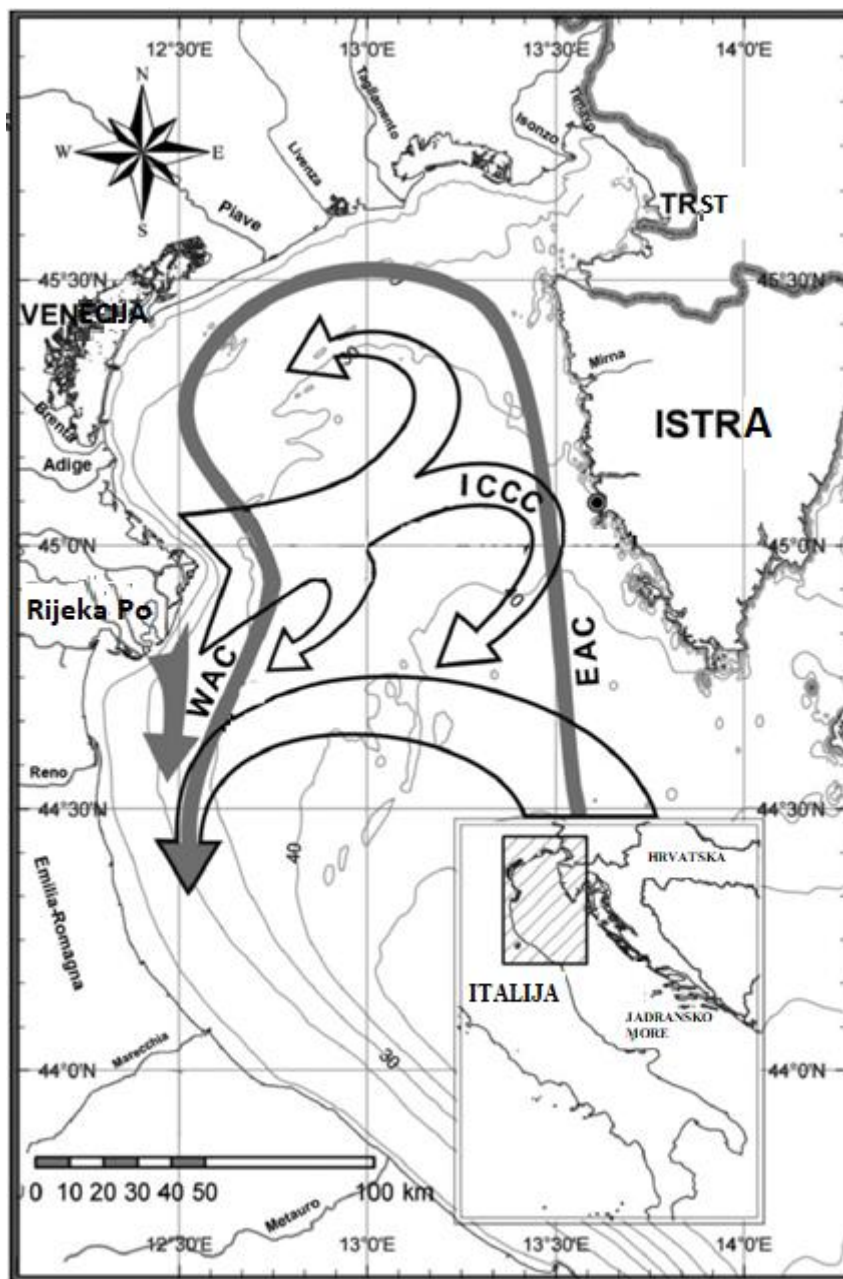 12°30'E 13°0'E 13°30'E 14°0'E
N
W E
S
Tagliamento
Livenza
Isonzo
Timavo
Piave
TRST
45°30'N 45°30'N
VENECIJA
Mirna
30
Brenta
ISTRA
Adige
ICCC
45°0'N 45°0'N
40
Rijeka Po
WAC
EAC
Reno
44°30'N 44°30'N
40
HRVATSKA
Emilia-Romagna
ITALIJA
JADRANSKO
MORE
Marecchia
30
44°0'N 44°0'N
0 10 20 30 40 50 100 km
Metauro
12°30'E 13°0'E 13°30'E 14°0'E